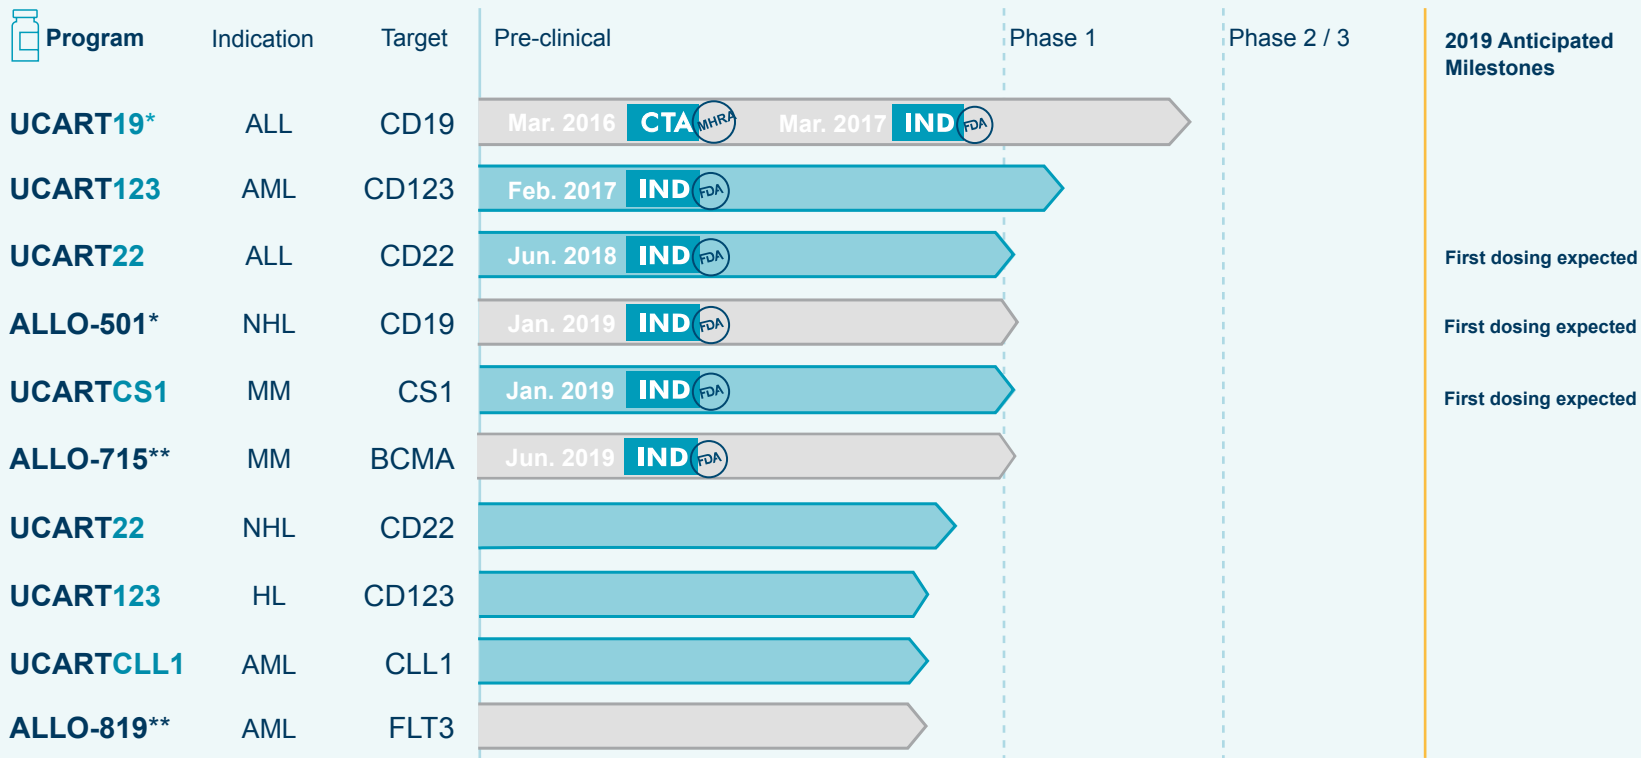 Program Indication Target Pre-clinical Phase 1 Phase 2 / 3 2019 Anticipated
Milestones
UCART19* ALL CD19 Mar. 2016 CTA MHRA Mar. 2017 IND FDA
UCART123 AML CD123 Feb. 2017 IND FDA
UCART22 ALL CD22 Jun. 2018 IND FDA First dosing expected
ALLO-501* NHL CD19 Jan. 2019 IND FDA First dosing expected
UCARTCS1 MM CS1 Jan. 2019 IND FDA First dosing expected
ALLO-715** MM BCMA Jun. 2019 IND FDA
UCART22 NHL CD22
UCART123 HL CD123
UCARTCLL1 AML CLL1
ALLO-819** AML FLT3